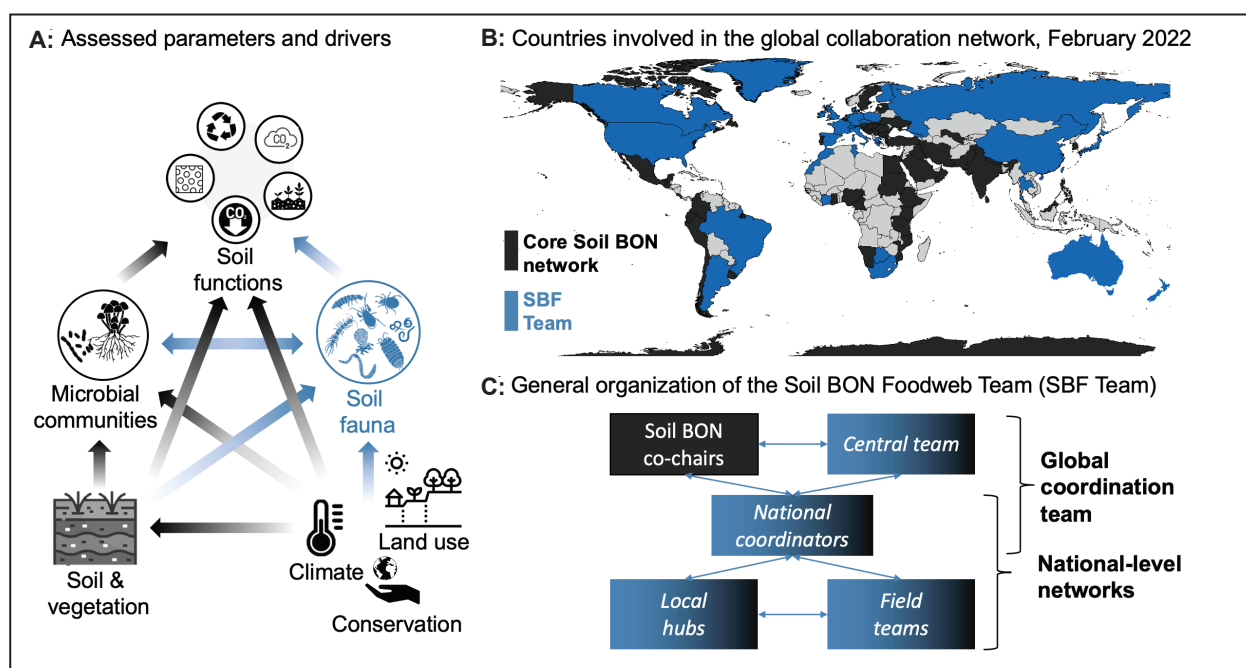 A: Assessed parameters and drivers
CO2
CO2
Soil
functions
Microbial
communities
Soil
fauna
Soil &
vegetation
Climate
Land use
Conservation
B: Countries involved in the global collaboration network, February 2022
Core Soil BON
network
SBF
Team
C: General organization of the Soil BON Foodweb Team (SBF Team)
Soil BON
co-chairs
Central team
National
coordinators
Local
hubs
Field
teams
Global
coordination
team
National-level
networks